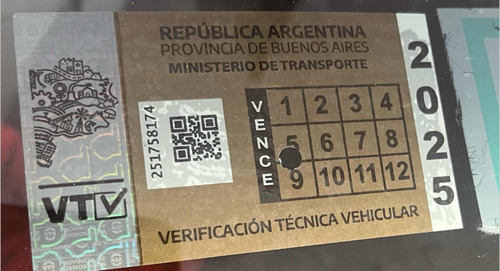 REPÚBLICA ARGENTINA
PROVINCIA DE BUENOS AIRES
MINISTERIO DE TRANSPORTE
251758174
VENCE
1 2 3 4
5 6 7 8
9 10 11 12
2025
VTV
VERIFICACIÓN TÉCNICA VEHICULAR